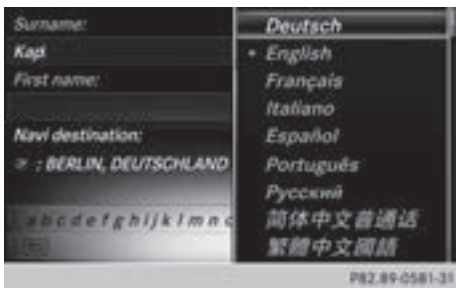 Surname:
Kap
First name:
Navi destination:
: BERLIN, DEUTSCHLAND
a b c d e f g h i j k l m n
Deutsch
English
Français
Italiano
Español
Português
Русский
简体中文普通话
繁體中文國語
P82.89-0581-31